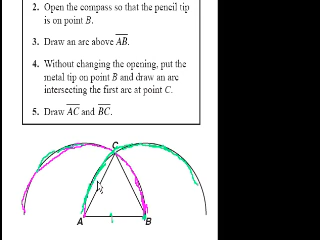 2. Open the compass so that the pencil tip
is on point B.
3. Draw an arc above AB.
4. Without changing the opening, put the
metal tip on point B and draw an arc
intersecting the first arc at point C.
5. Draw AC and BC.
C
A
B